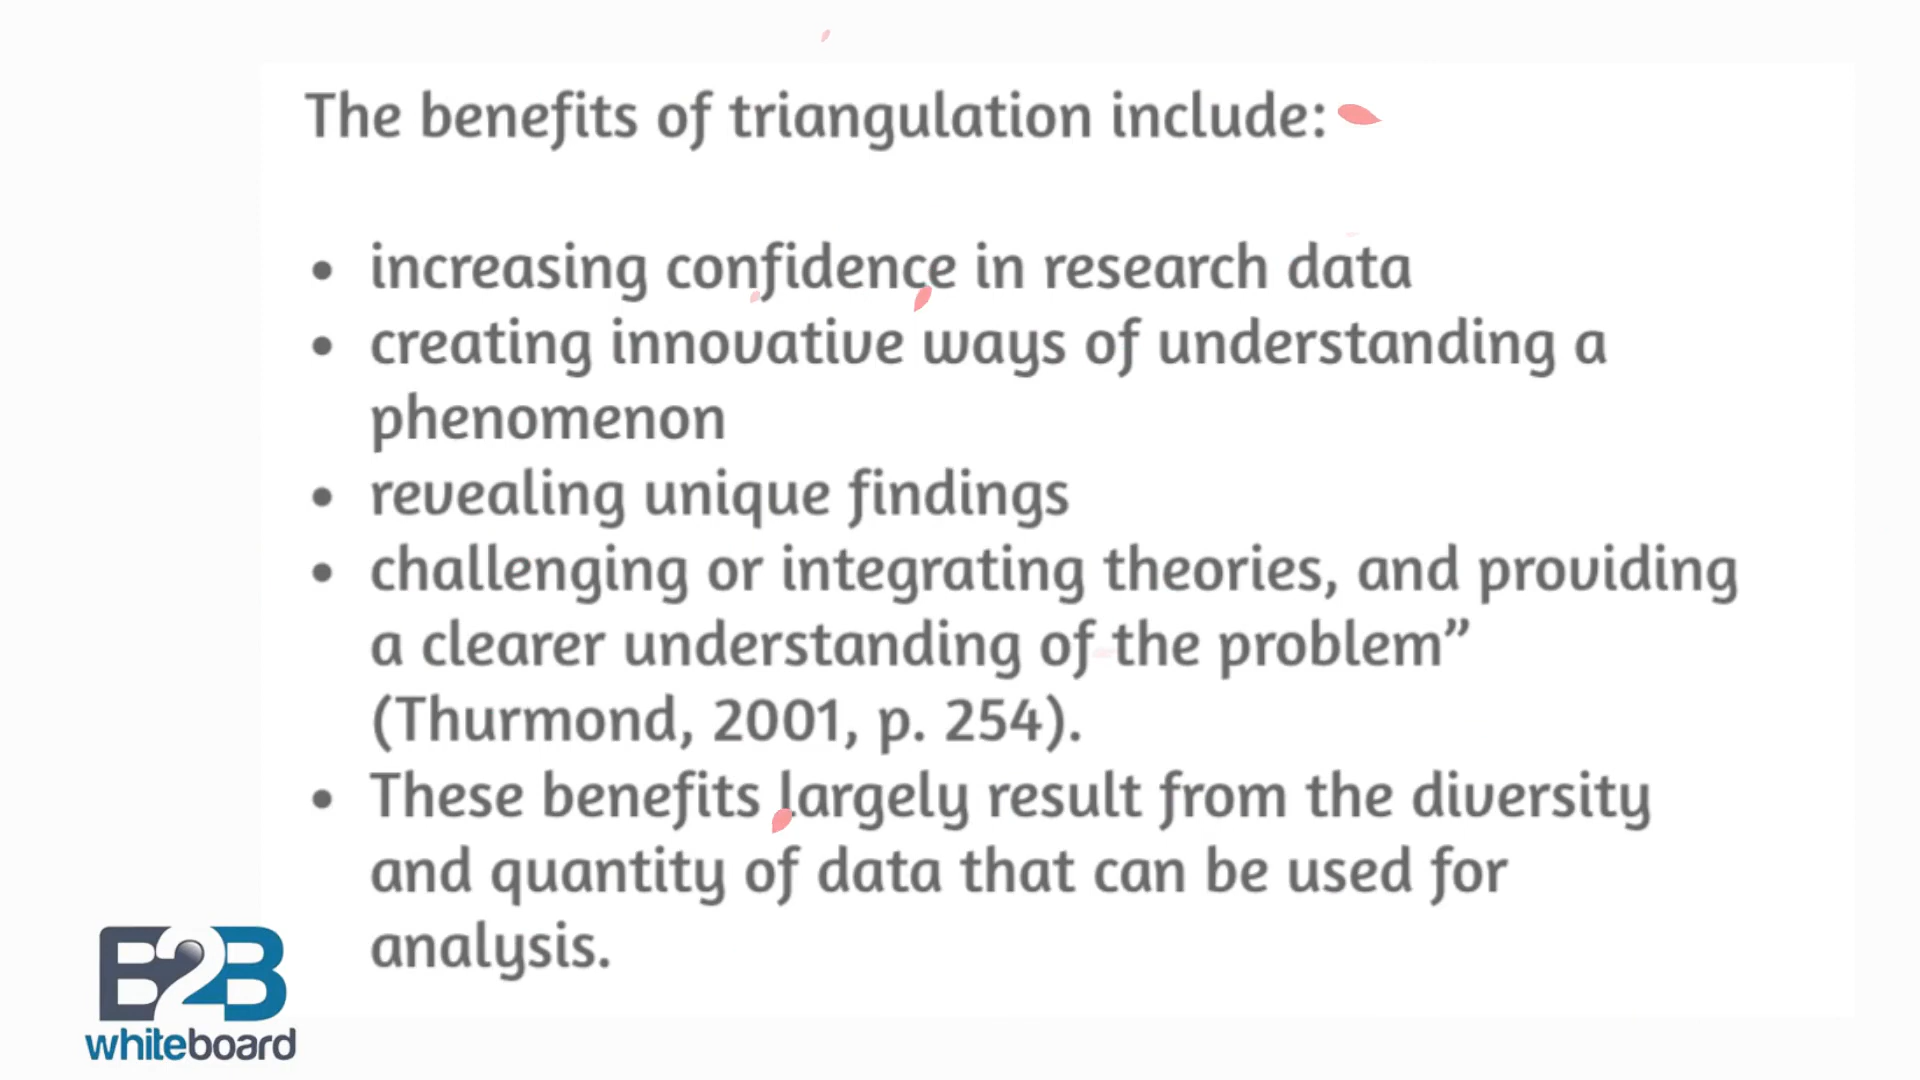 The benefits of triangulation include:
• increasing confidence in research data
• creating innovative ways of understanding a
phenomenon
• revealing unique findings
• challenging or integrating theories, and providing
a clearer understanding of the problem”
(Thurmond, 2001, p. 254).
• These benefits largely result from the diversity
and quantity of data that can be used for
analysis.
B2B
whiteboard